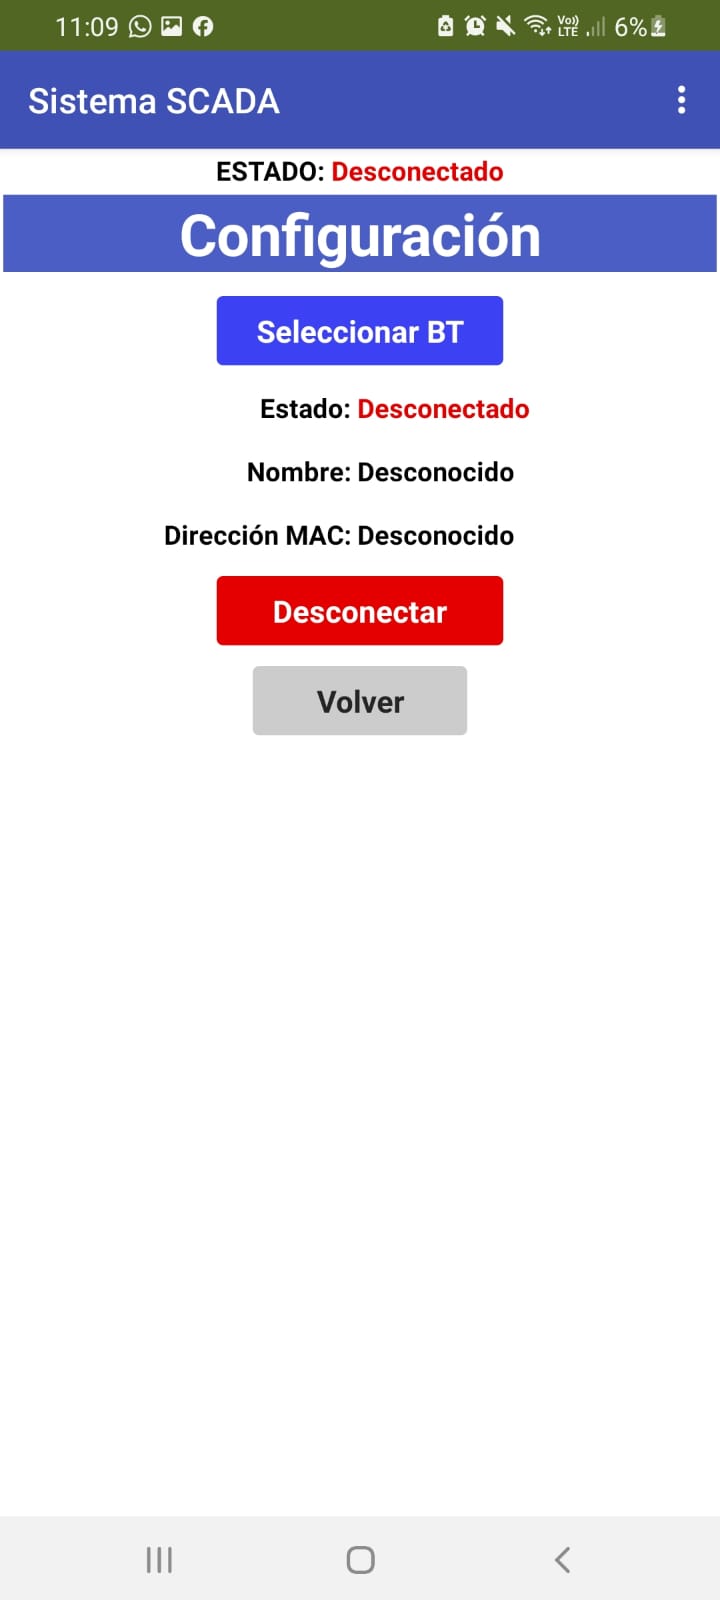 11:09 Vo)) LTE 6%
Sistema SCADA
ESTADO: Desconectado
Configuración
Seleccionar BT
Estado: Desconectado
Nombre: Desconocido
Dirección MAC: Desconocido
Desconectar
Volver